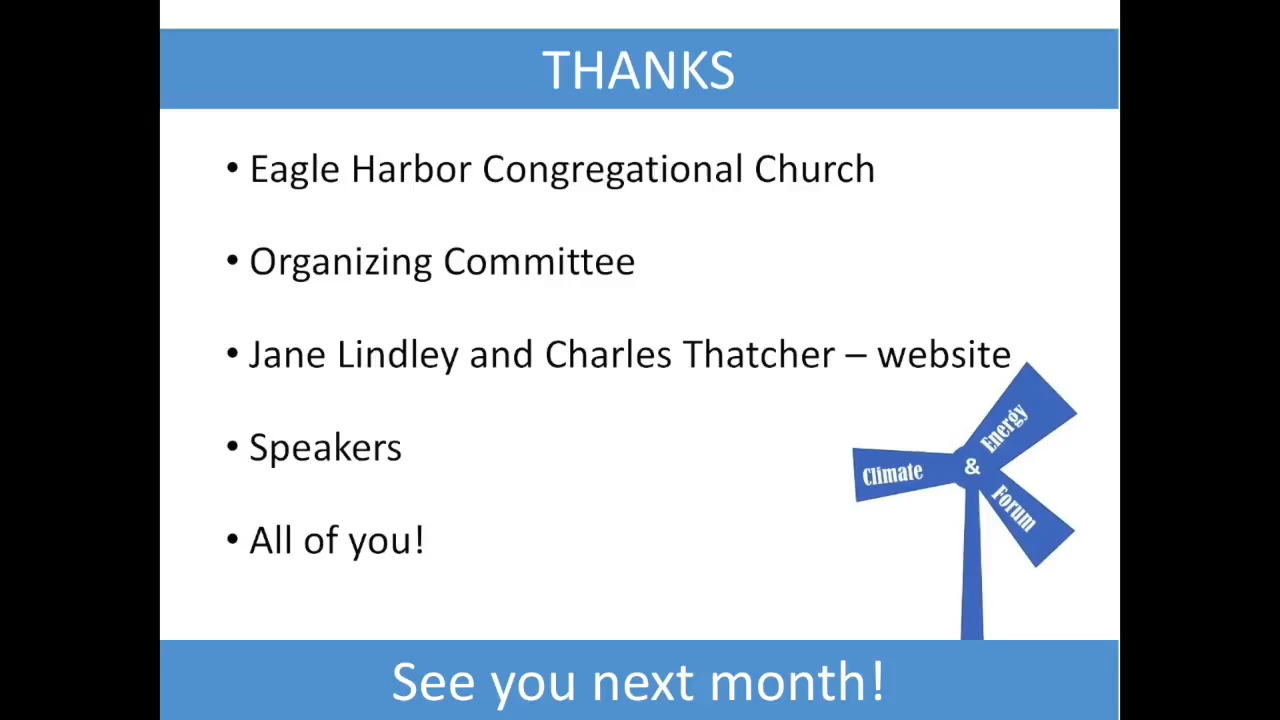 THANKS
• Eagle Harbor Congregational Church
• Organizing Committee
• Jane Lindley and Charles Thatcher – website
• Speakers
• All of you!
Climate
&
Energy
Forum
See you next month!